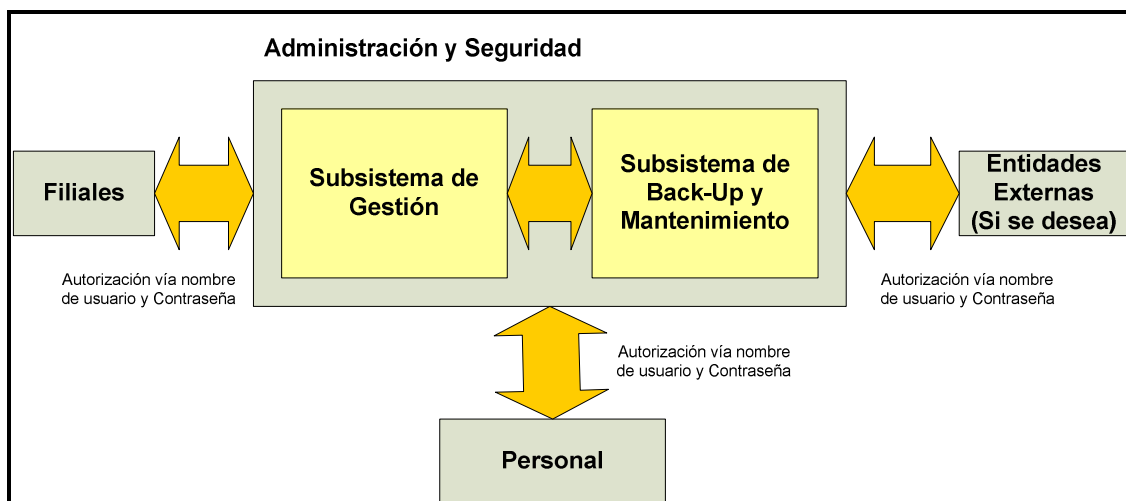 Administración y Seguridad
Filiales
Subsistema de
Gestión
Subsistema de
Back-Up y
Mantenimiento
Entidades
Externas
(Si se desea)
Autorización vía nombre
de usuario y Contraseña
Autorización vía nombre
de usuario y Contraseña
Autorización vía nombre
de usuario y Contraseña
Personal